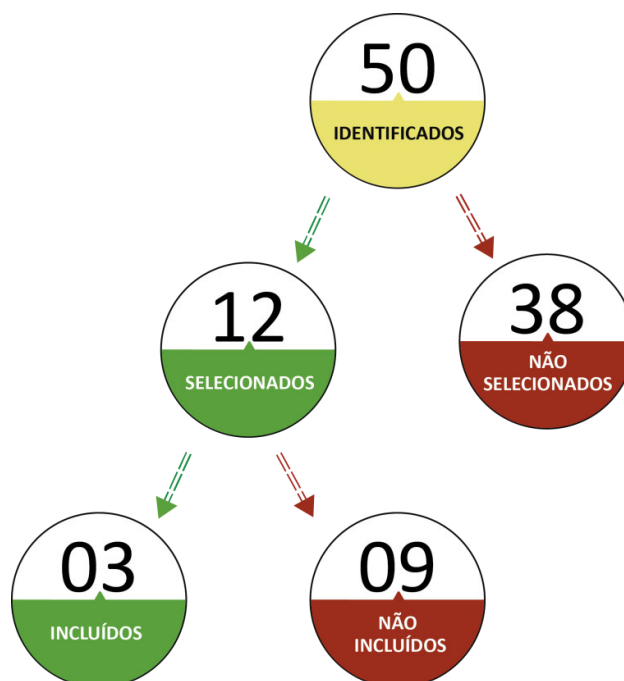 50
IDENTIFICADOS
12
SELECIONADOS
38
NÃO
SELECIONADOS
03
INCLUÍDOS
09
NÃO
INCLUÍDOS